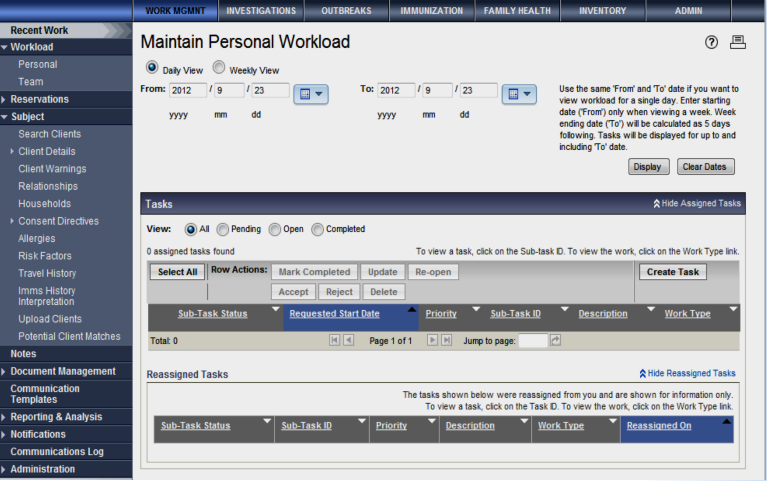 WORK MGMNT INVESTIGATIONS OUTBREAKS IMMUNIZATION FAMILY HEALTH INVENTORY ADMIN
Recent Work
Workload
Personal
Team
Reservations
Subject
Search Clients
Client Details
Client Warnings
Relationships
Households
Consent Directives
Allergies
Risk Factors
Travel History
Imms History
Interpretation
Upload Clients
Potential Client Matches
Notes
Document Management
Communication
Templates
Reporting & Analysis
Notifications
Communications Log
Administration
Maintain Personal Workload
Daily View Weekly View
From: 2012 / 9 / 23 To: 2012 / 9 / 23
yyyy mm dd yyyy mm dd
Use the same 'From' and 'To' date if you want to
view workload for a single day. Enter starting
date ('From') only when viewing a week. Week
ending date ('To') will be calculated as 5 days
following. Tasks will be displayed for up to and
including 'To' date.
Display Clear Dates
Tasks Hide Assigned Tasks
View: All Pending Open Completed
0 assigned tasks found To view a task, click on the Sub-task ID. To view the work, click on the Work Type link.
Select All Row Actions: Mark Completed Update Re-open Create Task
Accept Reject Delete
Sub-Task Status Requested Start Date Priority Sub-Task ID Description Work Type
Total: 0 Page 1 of 1 Jump to page:
Reassigned Tasks Hide Reassigned Tasks
The tasks shown below were reassigned from you and are shown for information only.
To view a task, click on the Task ID. To view the work, click on the Work Type link.
Sub-Task Status Sub-Task ID Priority Description Work Type Reassigned On